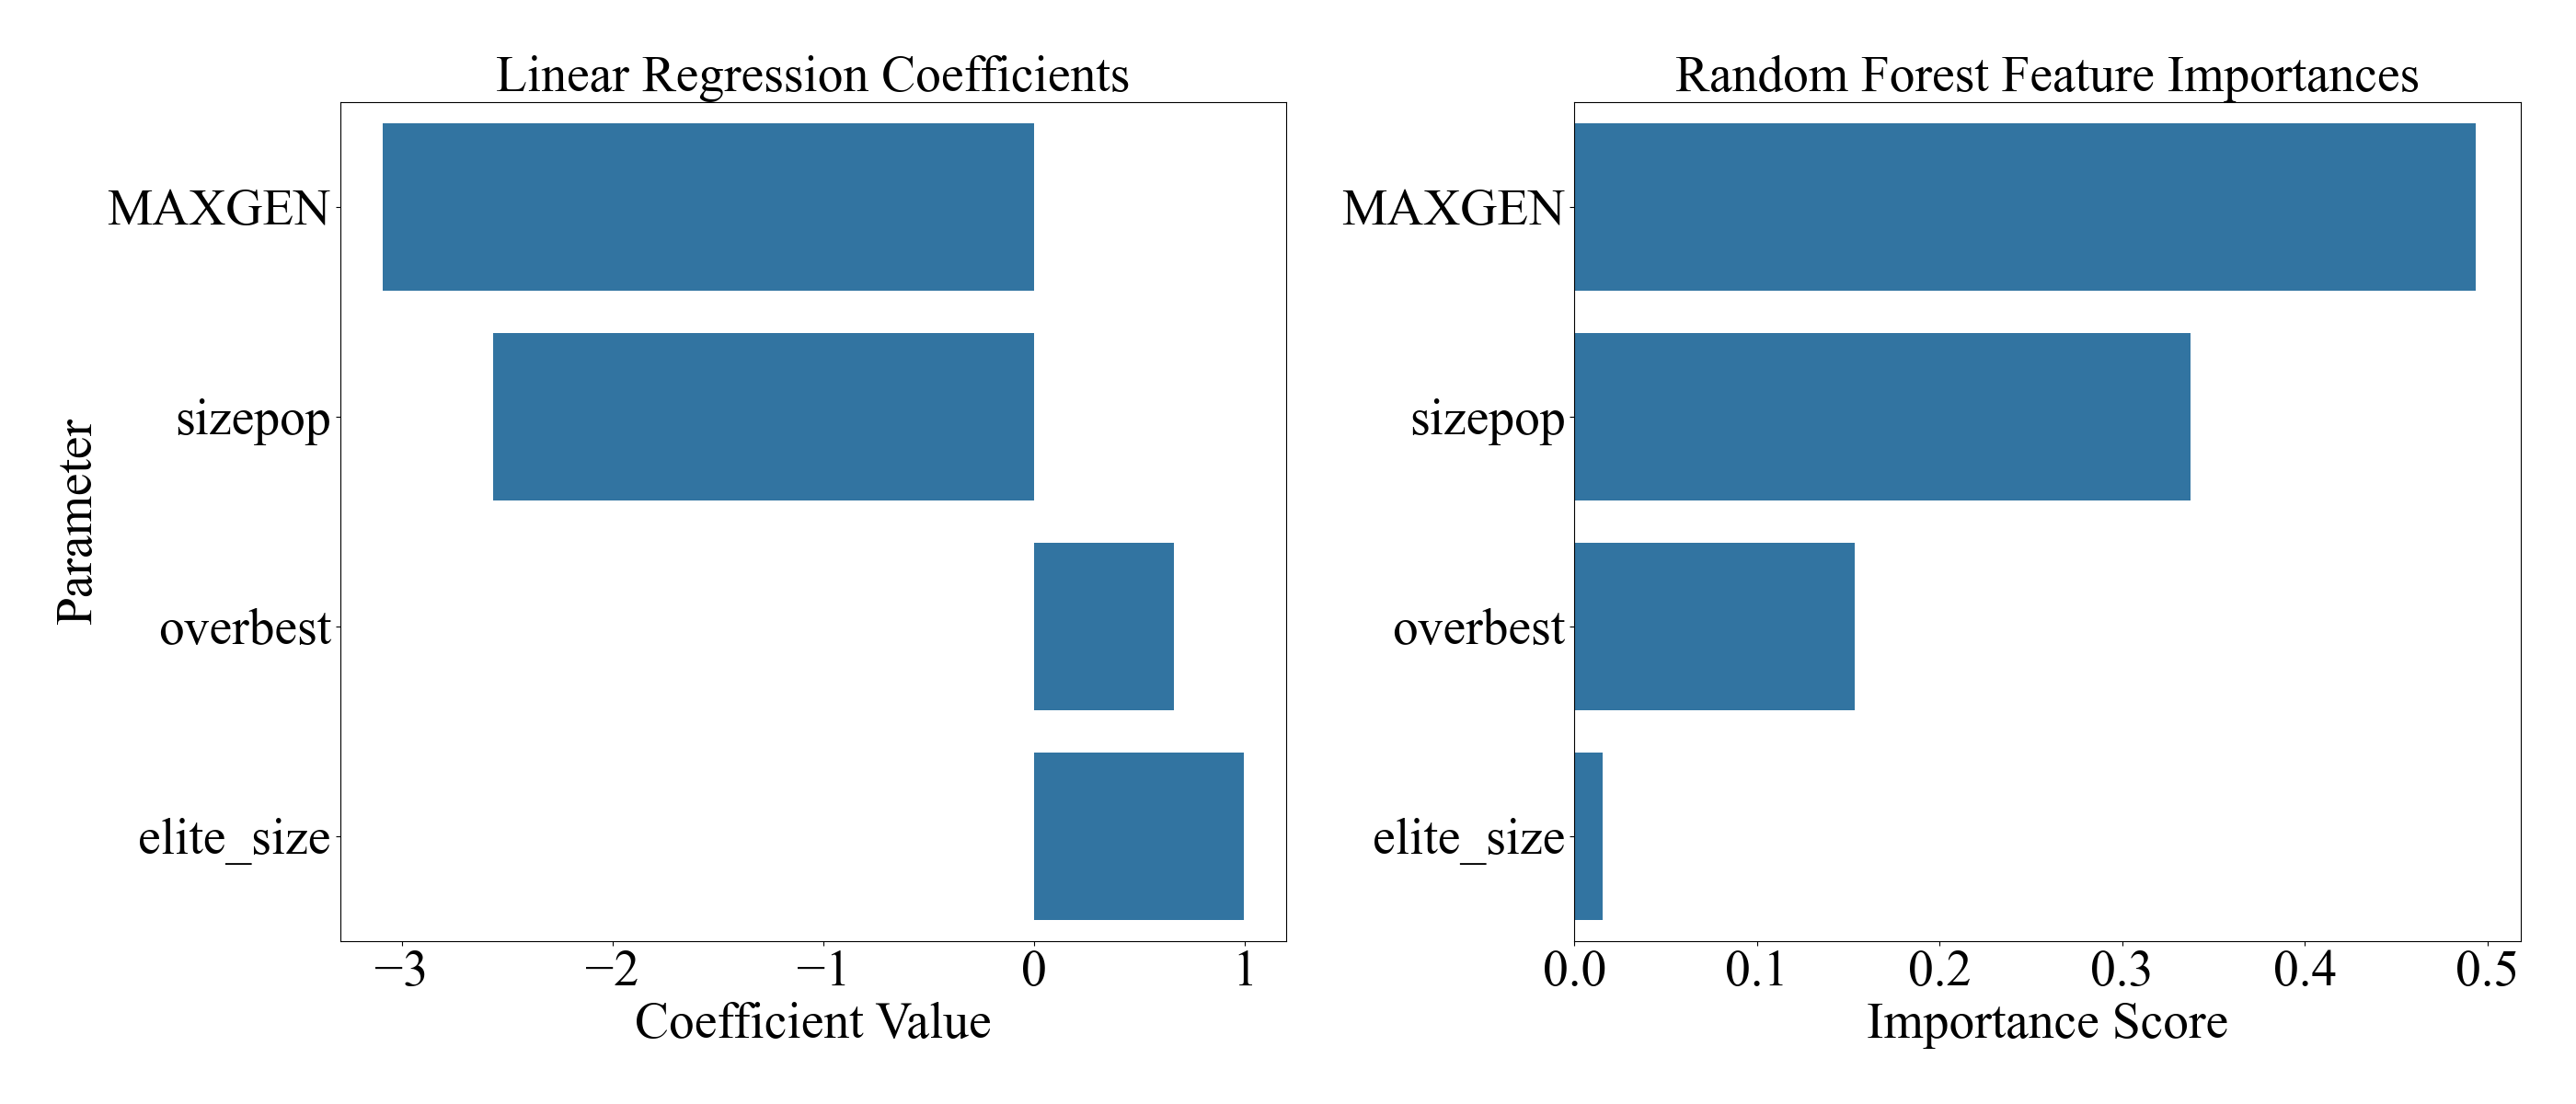 Linear Regression Coefficients
Parameter
MAXGEN
sizepop
overbest
elite_size
−3 −2 −1 0 1
Coefficient Value
Random Forest Feature Importances
MAXGEN
sizepop
overbest
elite_size
0.0 0.1 0.2 0.3 0.4 0.5
Importance Score